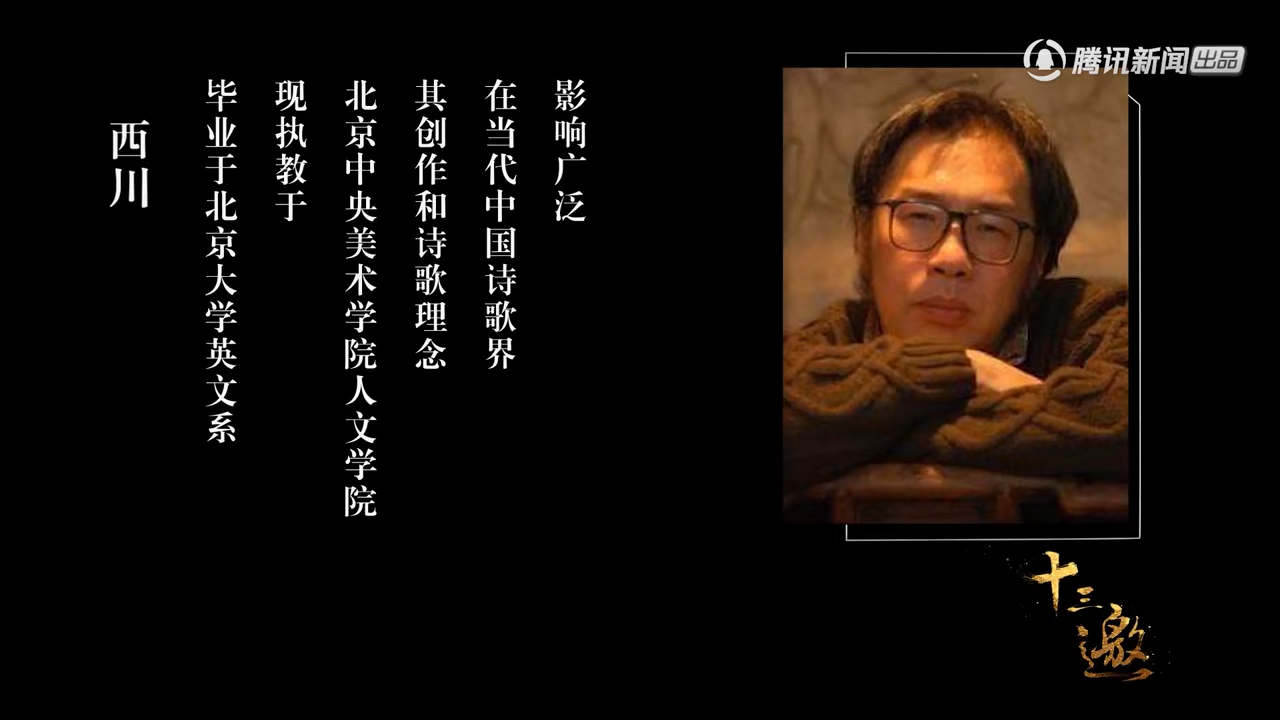 西川
毕业于北京大学英文系
现执教于
北京中央美术学院人文学院
其创作和诗歌理念
在当代中国诗歌界
影响广泛
腾讯新闻出品
十三邀